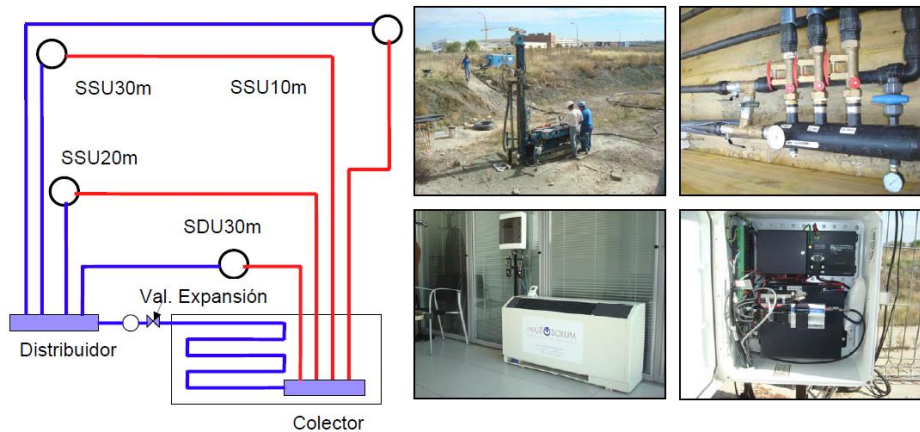 SSU30m
SSU10m
SSU20m
SDU30m
Val. Expansión
Distribuidor
Colector